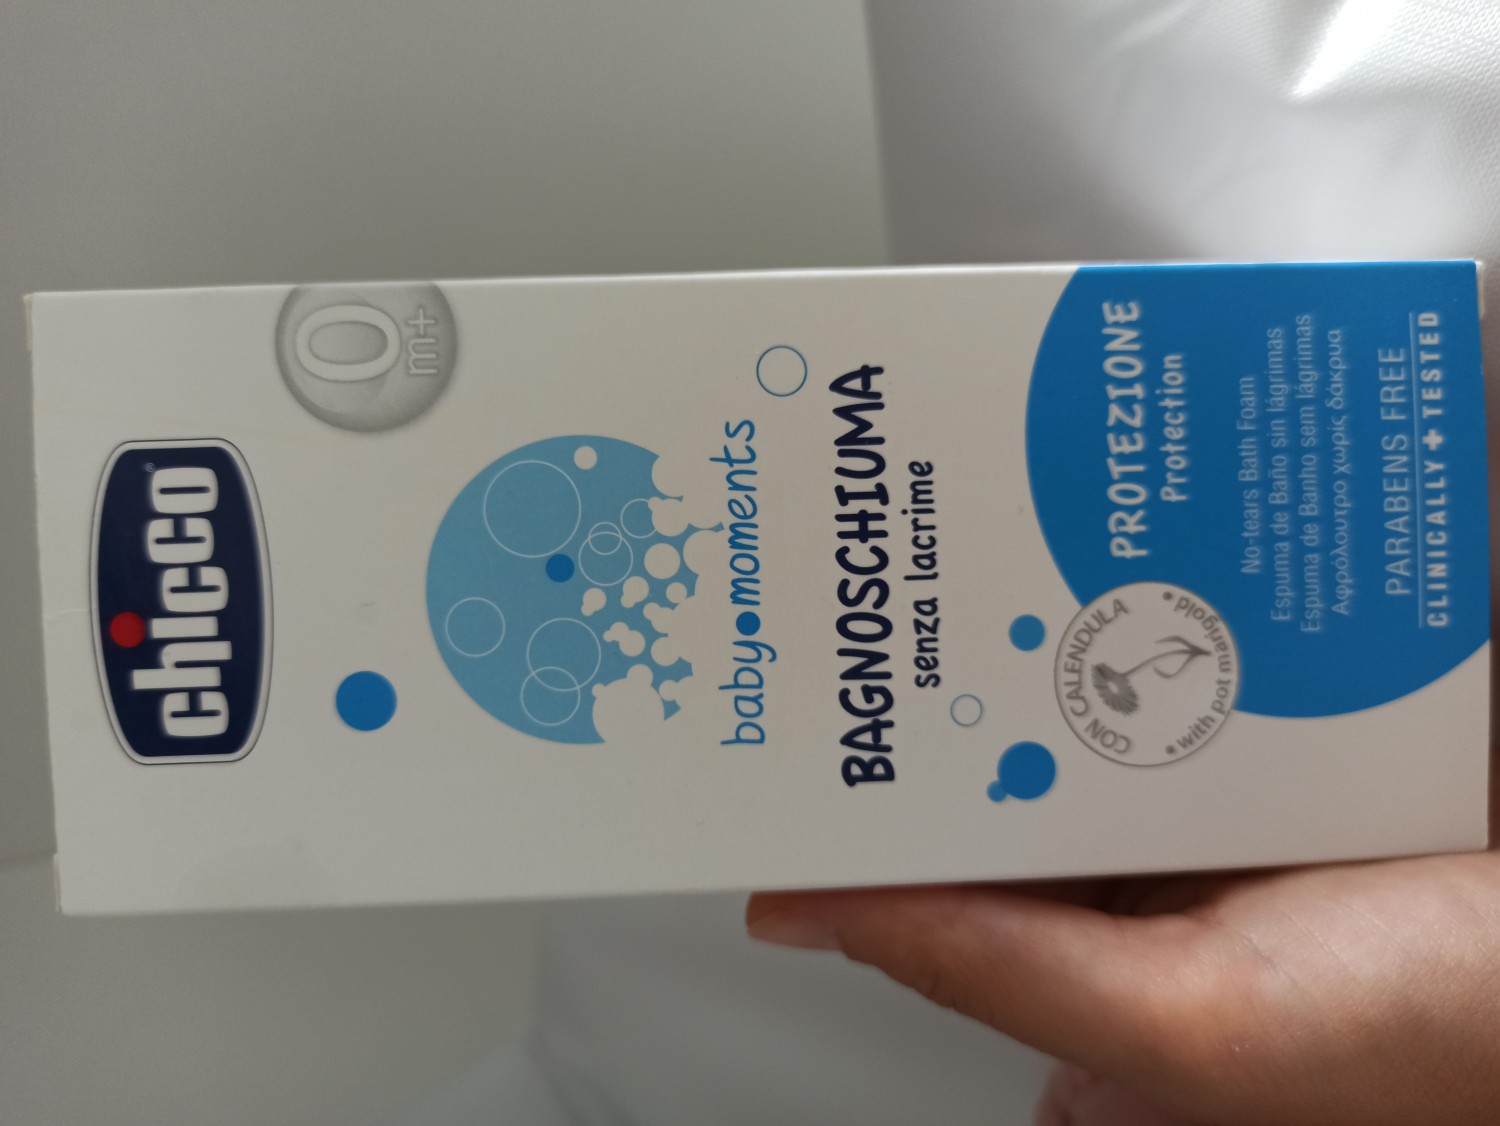 chicco®
0
m+
baby moments
BAGNOSCHIUMA
senza lacrime
PROTEZIONE
Protection
CON CALENDULA
• with pot marigold •
No-tears Bath Foam
Espuma de Baño sin lágrimas
Espuma de Banho sem lágrimas
Αφρόλουτρο χωρίς δάκρυα
PARABENS FREE
CLINICALLY + TESTED